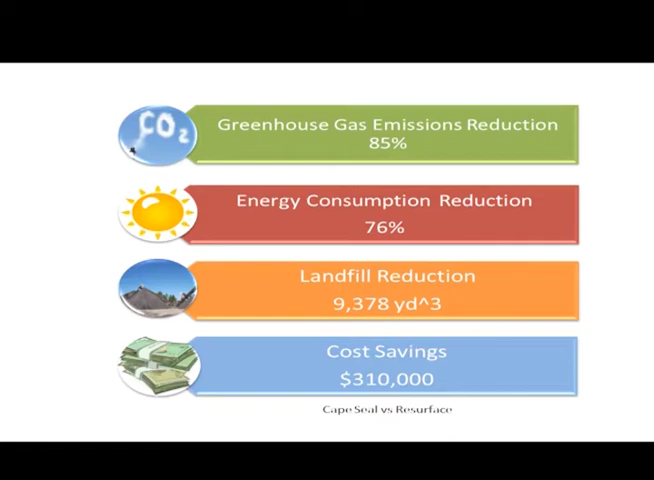 CO2
Greenhouse Gas Emissions Reduction
85%
Energy Consumption Reduction
76%
Landfill Reduction
9,378 yd^3
Cost Savings
$310,000
Cape Seal vs Resurface